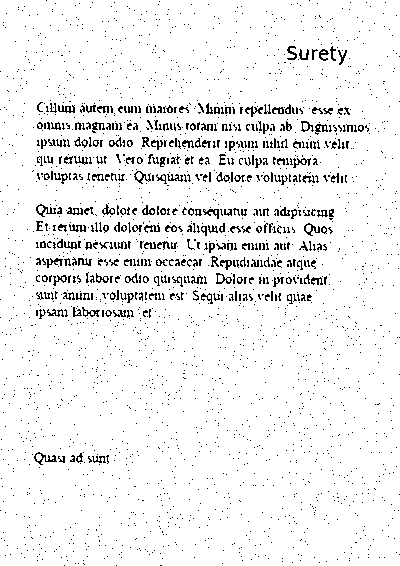 Surety
Cillum autem eum maiores Minim repellendus esse ex
omnis magnam ea Minus totam nisi culpa ab Dignissimos
ipsum dolor odio Reprehenderit ipsum nihil enim velit
qui rerum ut Vero fugiat et ea Eu culpa tempora
voluptas tenetur Quisquam vel dolore voluptatem velit
Quia amet dolore dolore consequatur aut adipisicing
Et rerum illo dolorem eos aliquid esse officiis Quos
incidunt nesciunt tenetur Ut ipsam enim aut Alias
aspernatur esse enim occaecat Repudiandae atque
corporis labore odio quisquam Dolore in provident
sunt animi voluptatem est Sequi alias velit quae
ipsam laboriosam et
Quasi ad sunt